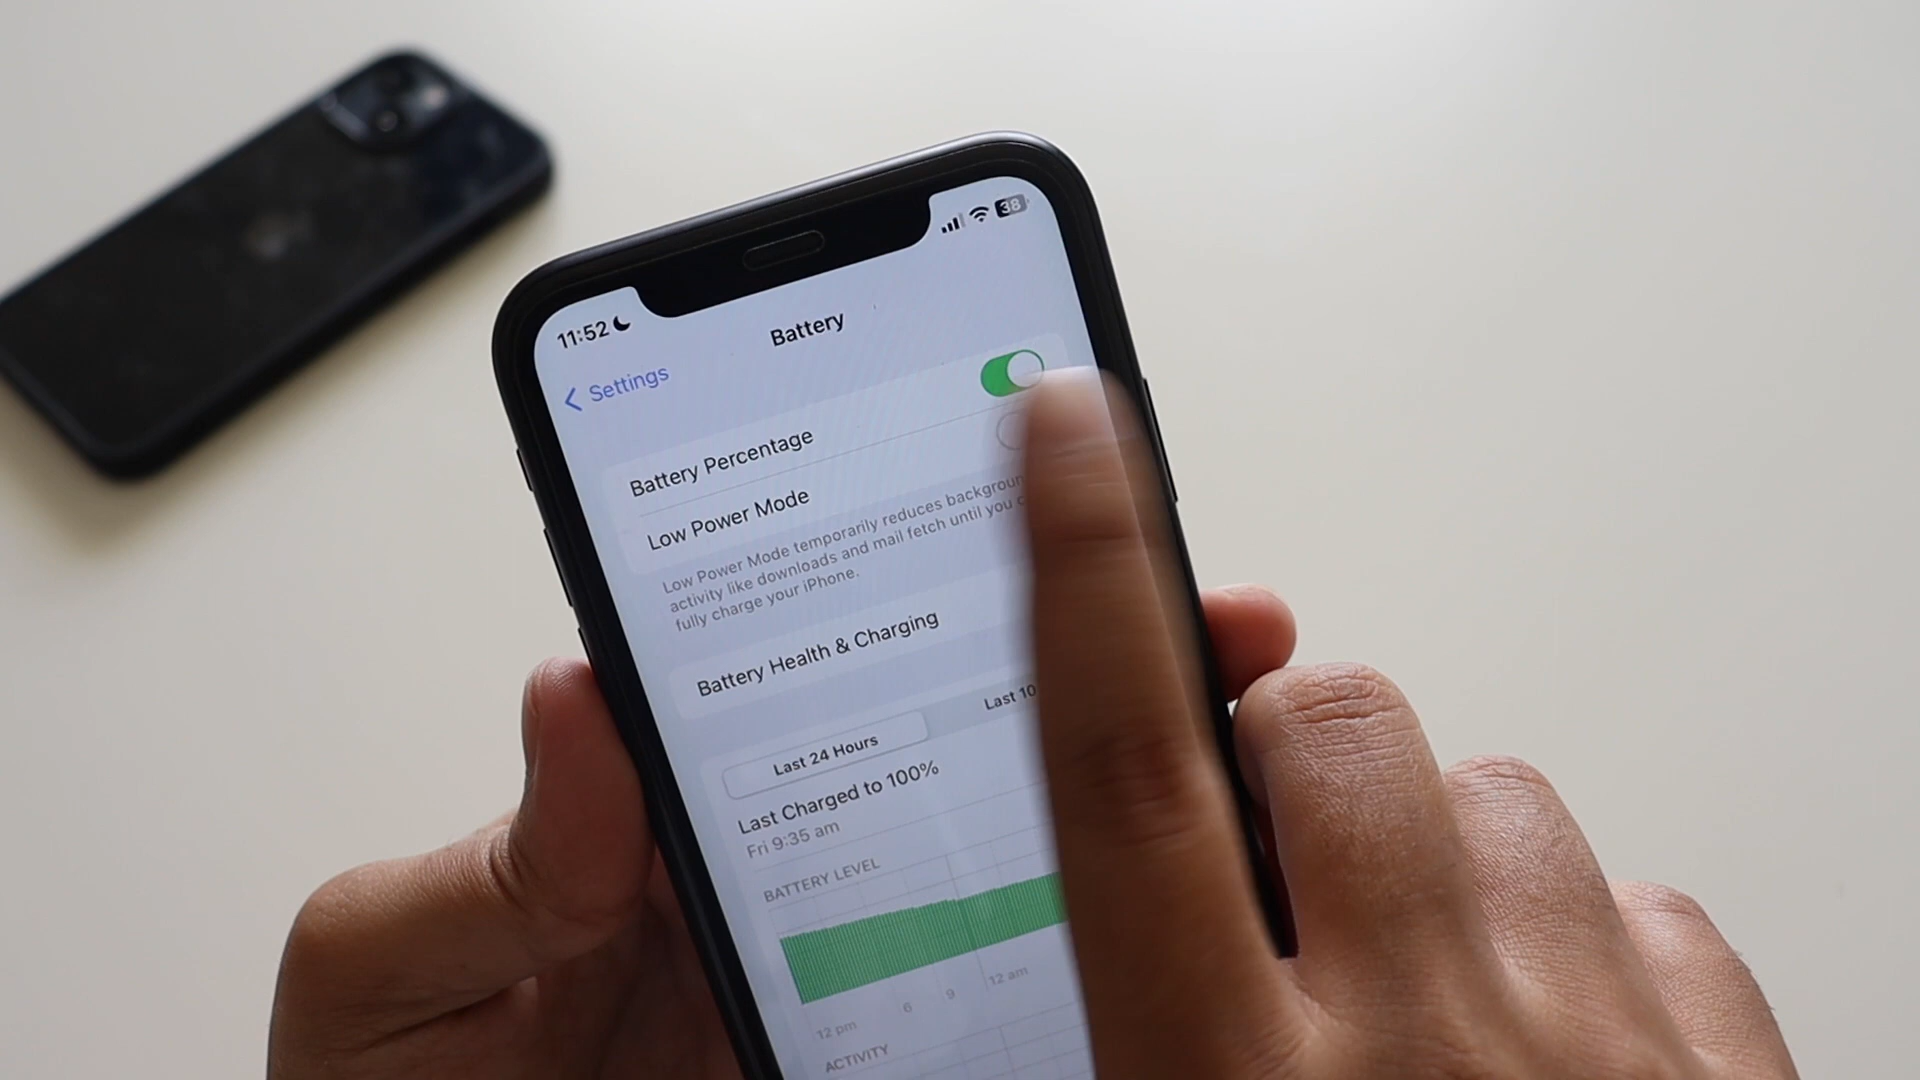 11:52
38
Battery
Settings
Battery Percentage
Low Power Mode
Low Power Mode temporarily reduces
activity like downloads and mail fetch until you
fully charge your iPhone.
Battery Health & Charging
Last 24 Hours
Last 10
Last Charged to 100%
Fri 9:35 am
BATTERY LEVEL
12 pm 6 9 12 am
ACTIVITY